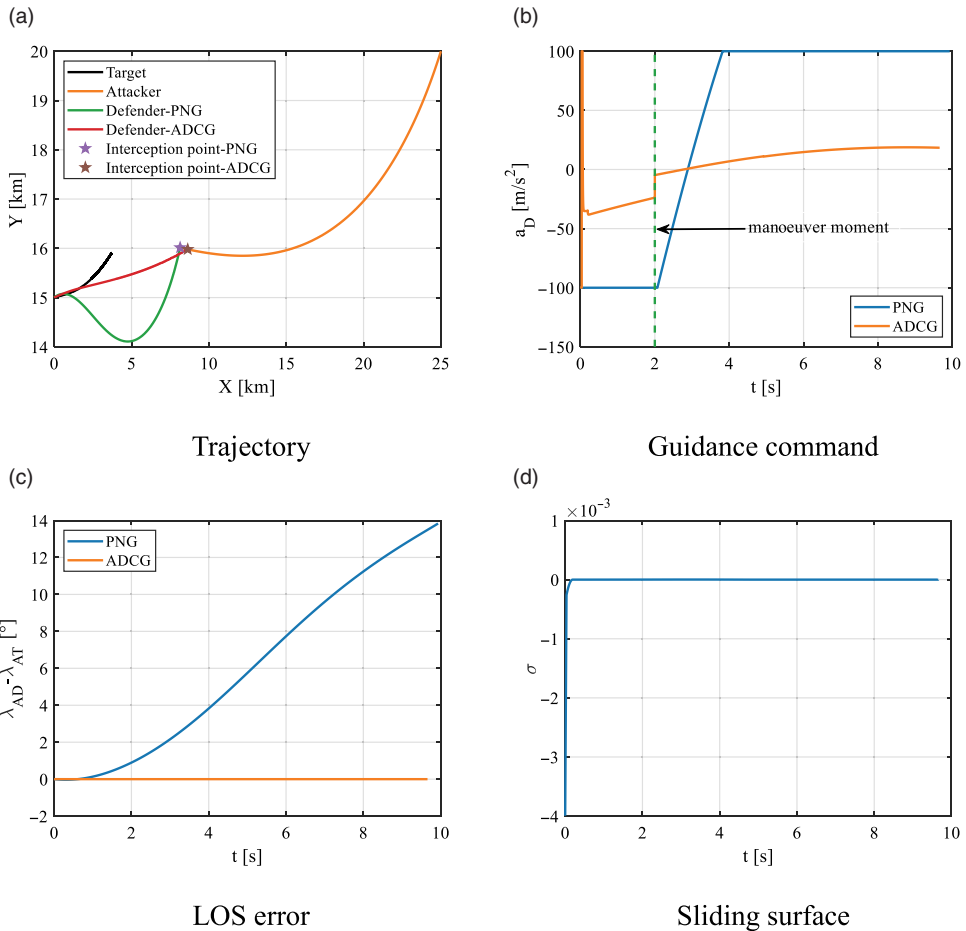 (a)
20
19
18
17
16
15
14
Y [km]
0
5
10
15
20
25
X [km]
Target
Attacker
Defender-PNG
Defender-ADCG
Interception point-PNG
Interception point-ADCG
Trajectory
(b)
100
50
0
−50
−100
−150
a_D [m/s²]
0
2
4
6
8
10
t [s]
manoeuver moment
PNG
ADCG
Guidance command
(c)
14
12
10
8
6
4
2
0
−2
λ_AD-λ_AT [°]
0
2
4
6
8
10
t [s]
PNG
ADCG
LOS error
(d)
×10⁻³
1
0
−1
−2
−3
−4
σ
0
2
4
6
8
10
t [s]
Sliding surface